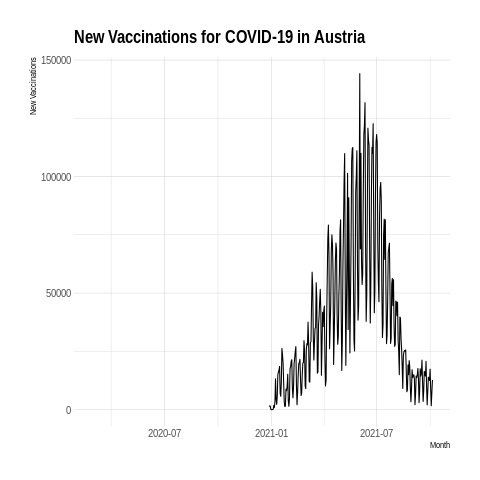 New Vaccinations for COVID-19 in Austria
New Vaccinations
150000
100000
50000
0
2020-07
2021-01
2021-07
Month